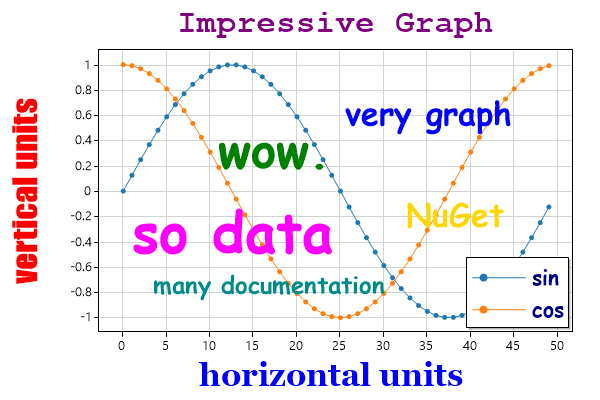 Impressive Graph
vertical units
1
0.8
0.6
0.4
0.2
0
-0.2
-0.4
-0.6
-0.8
-1
very graph
wow.
NuGet
so data
many documentation
sin
cos
0 5 10 15 20 25 30 35 40 45 50
horizontal units